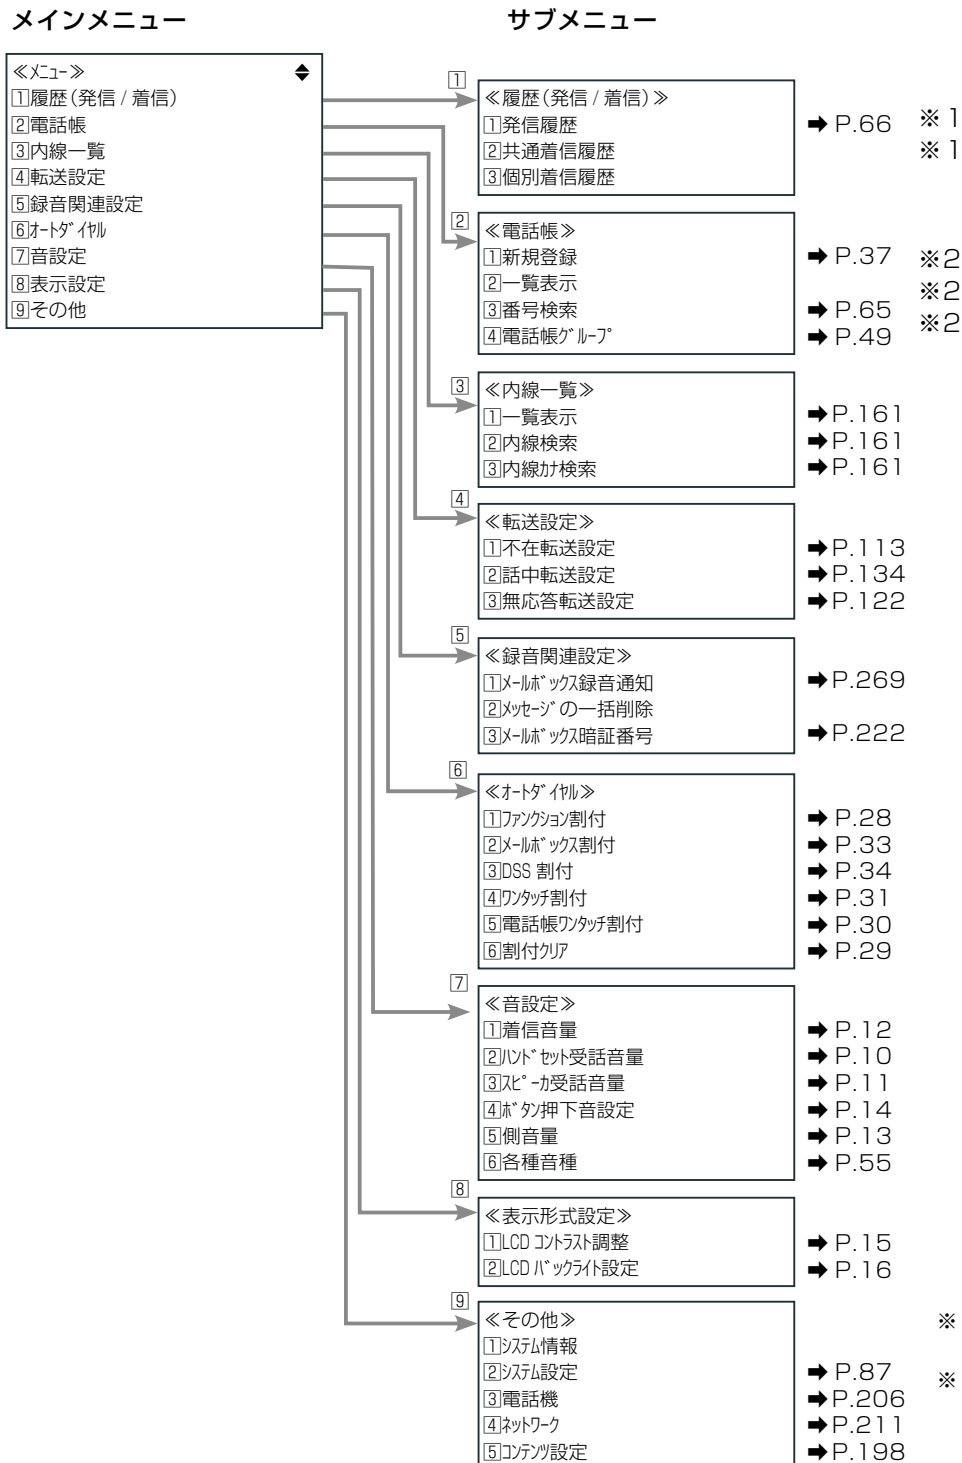 メインメニュー
サブメニュー
≪ﾒﾆｭｰ≫
1履歴(発信 / 着信)
2電話帳
3内線一覧
4転送設定
5録音関連設定
6ｵｰﾄﾀﾞｲﾔﾙ
7音設定
8表示設定
9その他
1
≪履歴(発信 / 着信)≫
1発信履歴 ➡ P.66 ※1
2共通着信履歴 ※1
3個別着信履歴
2
≪電話帳≫
1新規登録 ➡ P.37 ※2
2一覧表示 ※2
3番号検索 ➡ P.65 ※2
4電話帳ｸﾞﾙｰﾌﾟ ➡ P.49
3
≪内線一覧≫
1一覧表示 ➡P.161
2内線検索 ➡P.161
3内線ｶﾅ検索 ➡P.161
4
≪転送設定≫
1不在転送設定 ➡P.113
2話中転送設定 ➡P.134
3無応答転送設定 ➡P.122
5
≪録音関連設定≫
1ﾒｰﾙﾎﾞｯｸｽ録音通知 ➡P.269
2ﾒｯｾｰｼﾞの一括削除
3ﾒｰﾙﾎﾞｯｸｽ暗証番号 ➡P.222
6
≪ｵｰﾄﾀﾞｲﾔﾙ≫
1ﾌｧﾝｸｼｮﾝ割付 ➡ P.28
2ﾒｰﾙﾎﾞｯｸｽ割付 ➡ P.33
3DSS 割付 ➡ P.34
4ﾜﾝﾀｯﾁ割付 ➡ P.31
5電話帳ﾜﾝﾀｯﾁ割付 ➡ P.30
6割付ｸﾘｱ ➡ P.29
7
≪音設定≫
1着信音量 ➡ P.12
2ﾊﾝﾄﾞｾｯﾄ受話音量 ➡ P.10
3ｽﾋﾟｰｶ受話音量 ➡ P.11
4ﾎﾞﾀﾝ押下音設定 ➡ P.14
5側音量 ➡ P.13
6各種音種 ➡ P.55
8
≪表示形式設定≫
1LCD ｺﾝﾄﾗｽﾄ調整 ➡ P.15
2LCD ﾊﾞｯｸﾗｲﾄ設定 ➡ P.16
9
≪その他≫ ※
1ｼｽﾃﾑ情報
2ｼｽﾃﾑ設定 ➡ P.87 ※
3電話機 ➡P.206
4ﾈｯﾄﾜｰｸ ➡P.211
5ｺﾝﾃﾝﾂ設定 ➡P.198